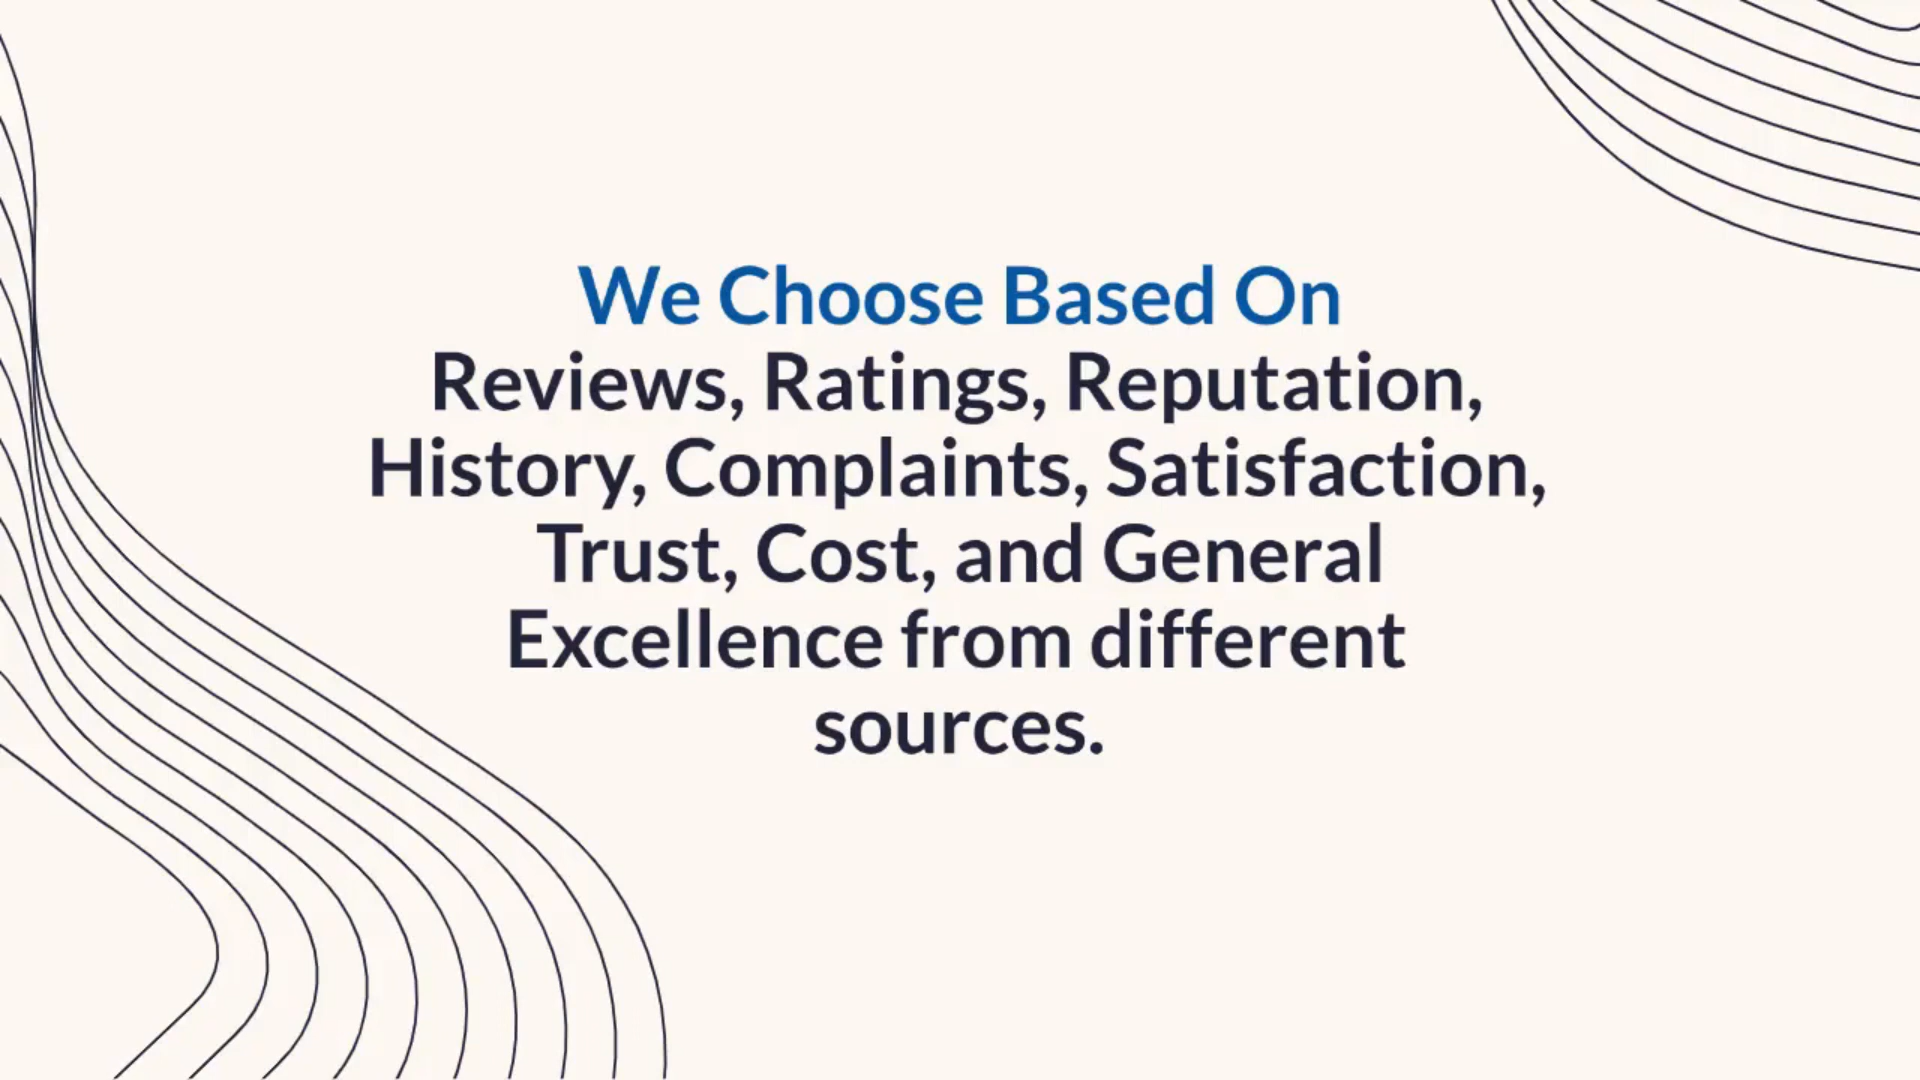 We Choose Based On
Reviews, Ratings, Reputation,
History, Complaints, Satisfaction,
Trust, Cost, and General
Excellence from different
sources.